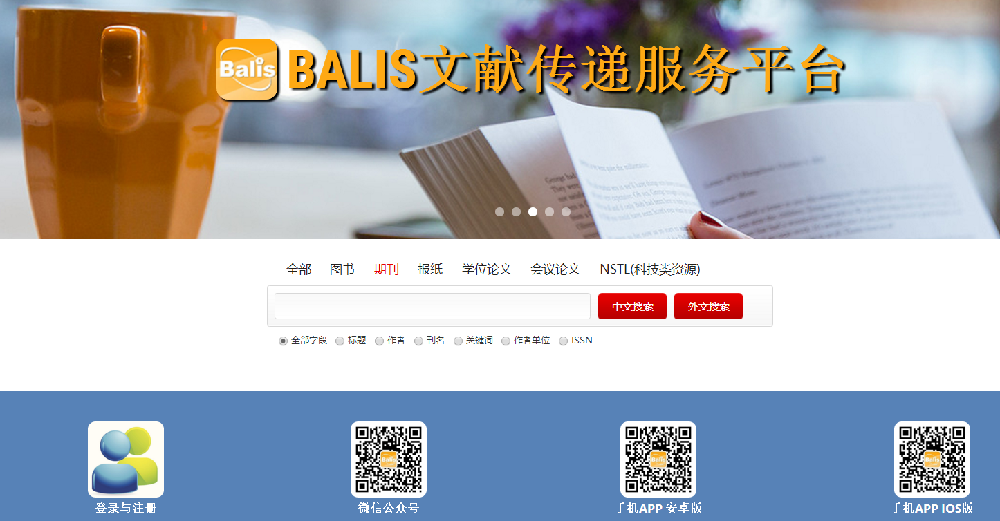 Balis BALIS文献传递服务平台
全部 图书 期刊 报纸 学位论文 会议论文 NSTL(科技类资源)
中文搜索 外文搜索
全部字段 标题 作者 刊名 关键词 作者单位 ISSN
Balis Balis Balis
登录与注册 微信公众号 手机APP 安卓版 手机APP IOS版